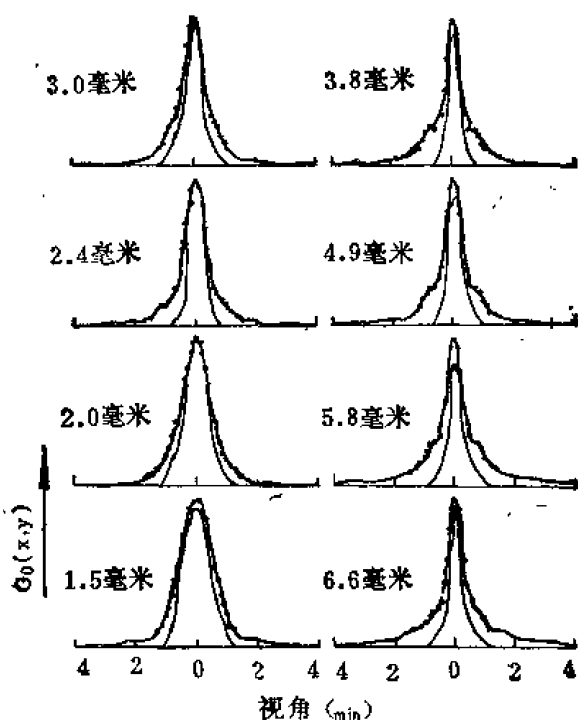 3.0毫米 3.8毫米
2.4毫米 4.9毫米
2.0毫米 5.8毫米
1.5毫米 6.6毫米
G₀(x,y)
4 2 0 2 4 4 2 0 2 4
视角 (min)